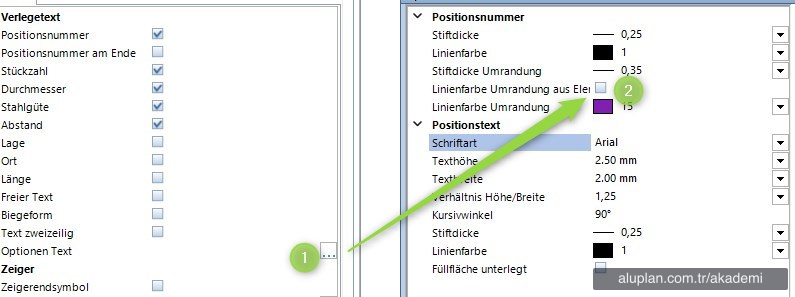 Verlegetext
Positionsnummer
Positionsnummer am Ende
Stückzahl
Durchmesser
Stahlgüte
Abstand
Lage
Ort
Länge
Freier Text
Biegeform
Text zweizeilig
Optionen Text
1
...
Zeiger
Zeigerendsymbol
Positionsnummer
Stiftdicke 0,25
Linienfarbe 1
Stiftdicke Umrandung 0,35
Linienfarbe Umrandung aus Eler
2
Linienfarbe Umrandung 15
Positionstext
Schriftart Arial
Texthöhe 2.50 mm
Textbreite 2.00 mm
Verhältnis Höhe/Breite 1,25
Kursivwinkel 90°
Stiftdicke 0,25
Linienfarbe 1
Füllfläche unterlegt
aluplan.com.tr/akademi